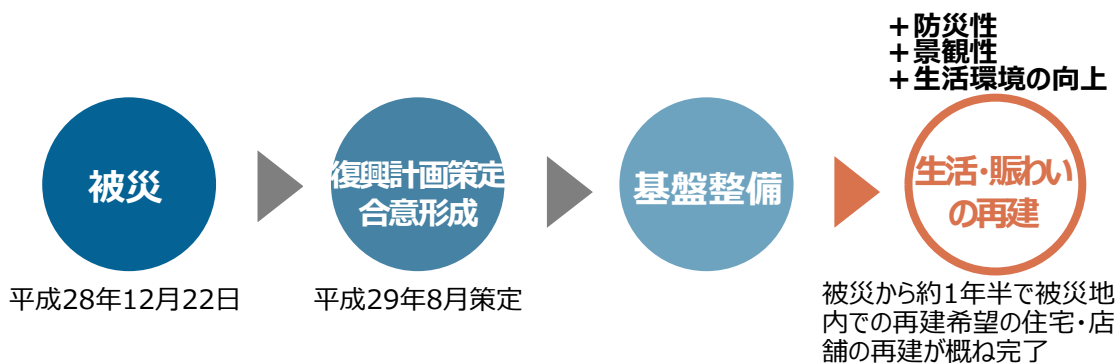 ＋防災性
＋景観性
＋生活環境の向上
被災
復興計画策定
合意形成
基盤整備
生活・賑わい
の再建
平成28年12月22日
平成29年8月策定
被災から約1年半で被災地
内での再建希望の住宅・店
舗の再建が概ね完了